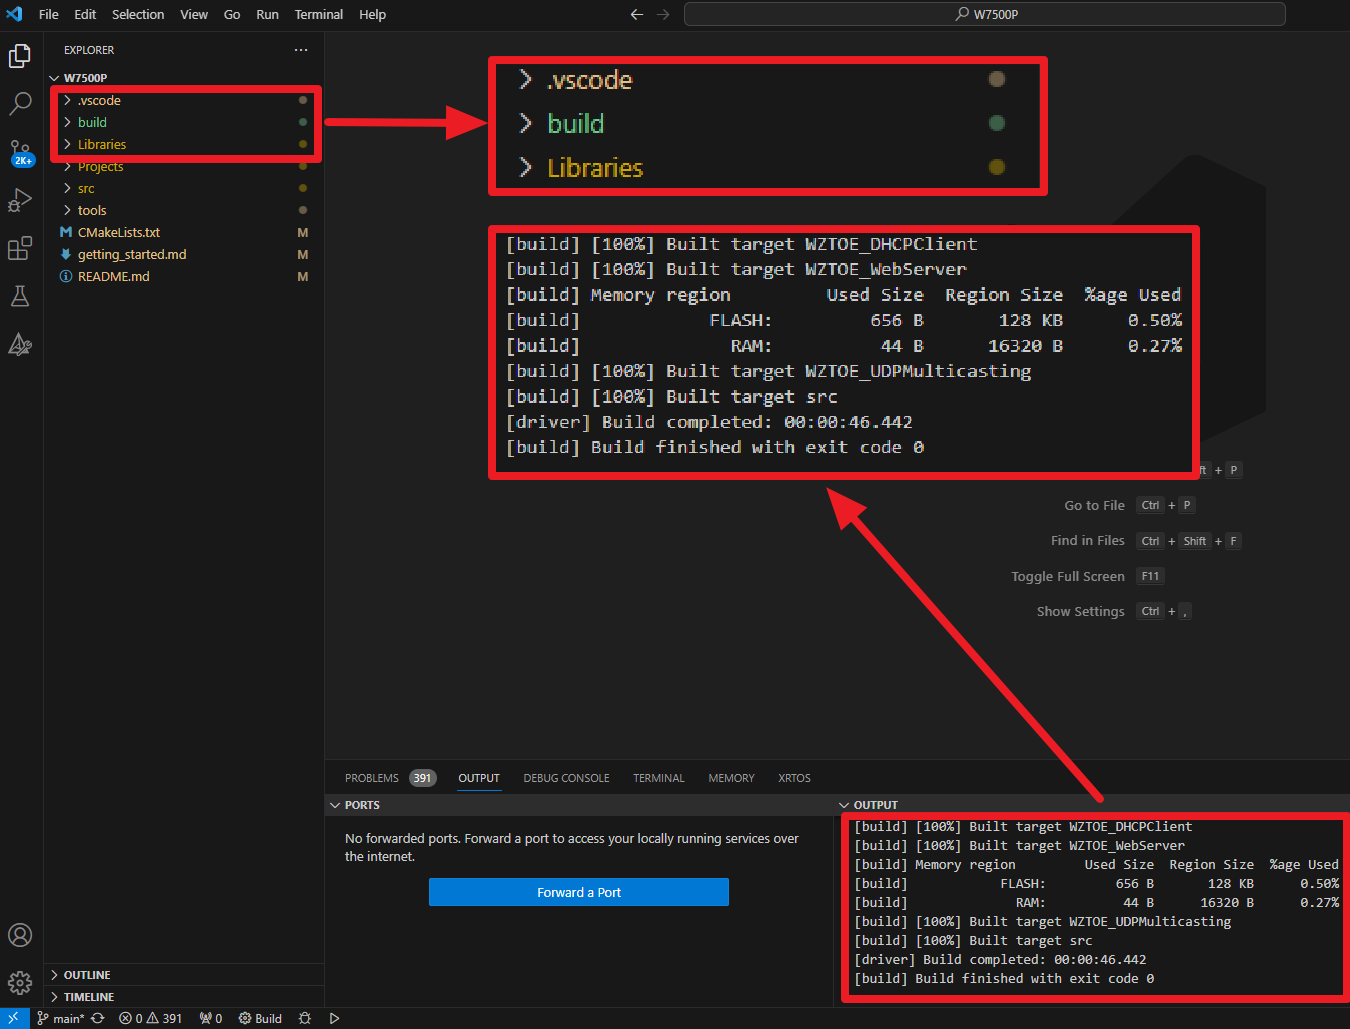 File Edit Selection View Go Run Terminal Help
W7500P
EXPLORER
W7500P
.vscode
build
Libraries
Projects
src
tools
CMakeLists.txt M
getting_started.md M
README.md M
2K+
.vscode
build
Libraries
[build] [100%] Built target WZTOE_DHCPClient
[build] [100%] Built target WZTOE_WebServer
[build] Memory region Used Size Region Size %age Used
[build] FLASH: 656 B 128 KB 0.50%
[build] RAM: 44 B 16320 B 0.27%
[build] [100%] Built target WZTOE_UDPMulticasting
[build] [100%] Built target src
[driver] Build completed: 00:00:46.442
[build] Build finished with exit code 0
+ P
Go to File Ctrl + P
Find in Files Ctrl + Shift + F
Toggle Full Screen F11
Show Settings Ctrl + ,
PROBLEMS 391 OUTPUT DEBUG CONSOLE TERMINAL MEMORY XRTOS
PORTS
No forwarded ports. Forward a port to access your locally running services over
the internet.
Forward a Port
OUTPUT
[build] [100%] Built target WZTOE_DHCPClient
[build] [100%] Built target WZTOE_WebServer
[build] Memory region Used Size Region Size %age Used
[build] FLASH: 656 B 128 KB 0.50%
[build] RAM: 44 B 16320 B 0.27%
[build] [100%] Built target WZTOE_UDPMulticasting
[build] [100%] Built target src
[driver] Build completed: 00:00:46.442
[build] Build finished with exit code 0
OUTLINE
TIMELINE
main* 0 391 0 Build